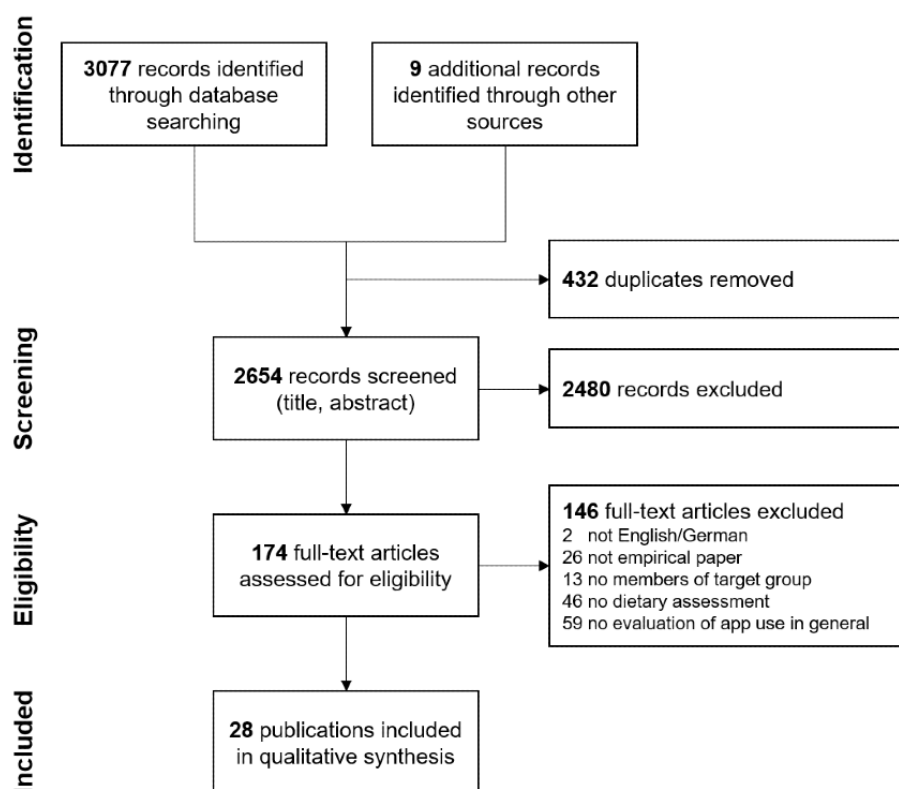 Identification
3077 records identified
through database
searching
9 additional records
identified through other
sources
432 duplicates removed
Screening
2654 records screened
(title, abstract)
2480 records excluded
Eligibility
174 full-text articles
assessed for eligibility
146 full-text articles excluded
2 not English/German
26 not empirical paper
13 no members of target group
46 no dietary assessment
59 no evaluation of app use in general
Included
28 publications included
in qualitative synthesis